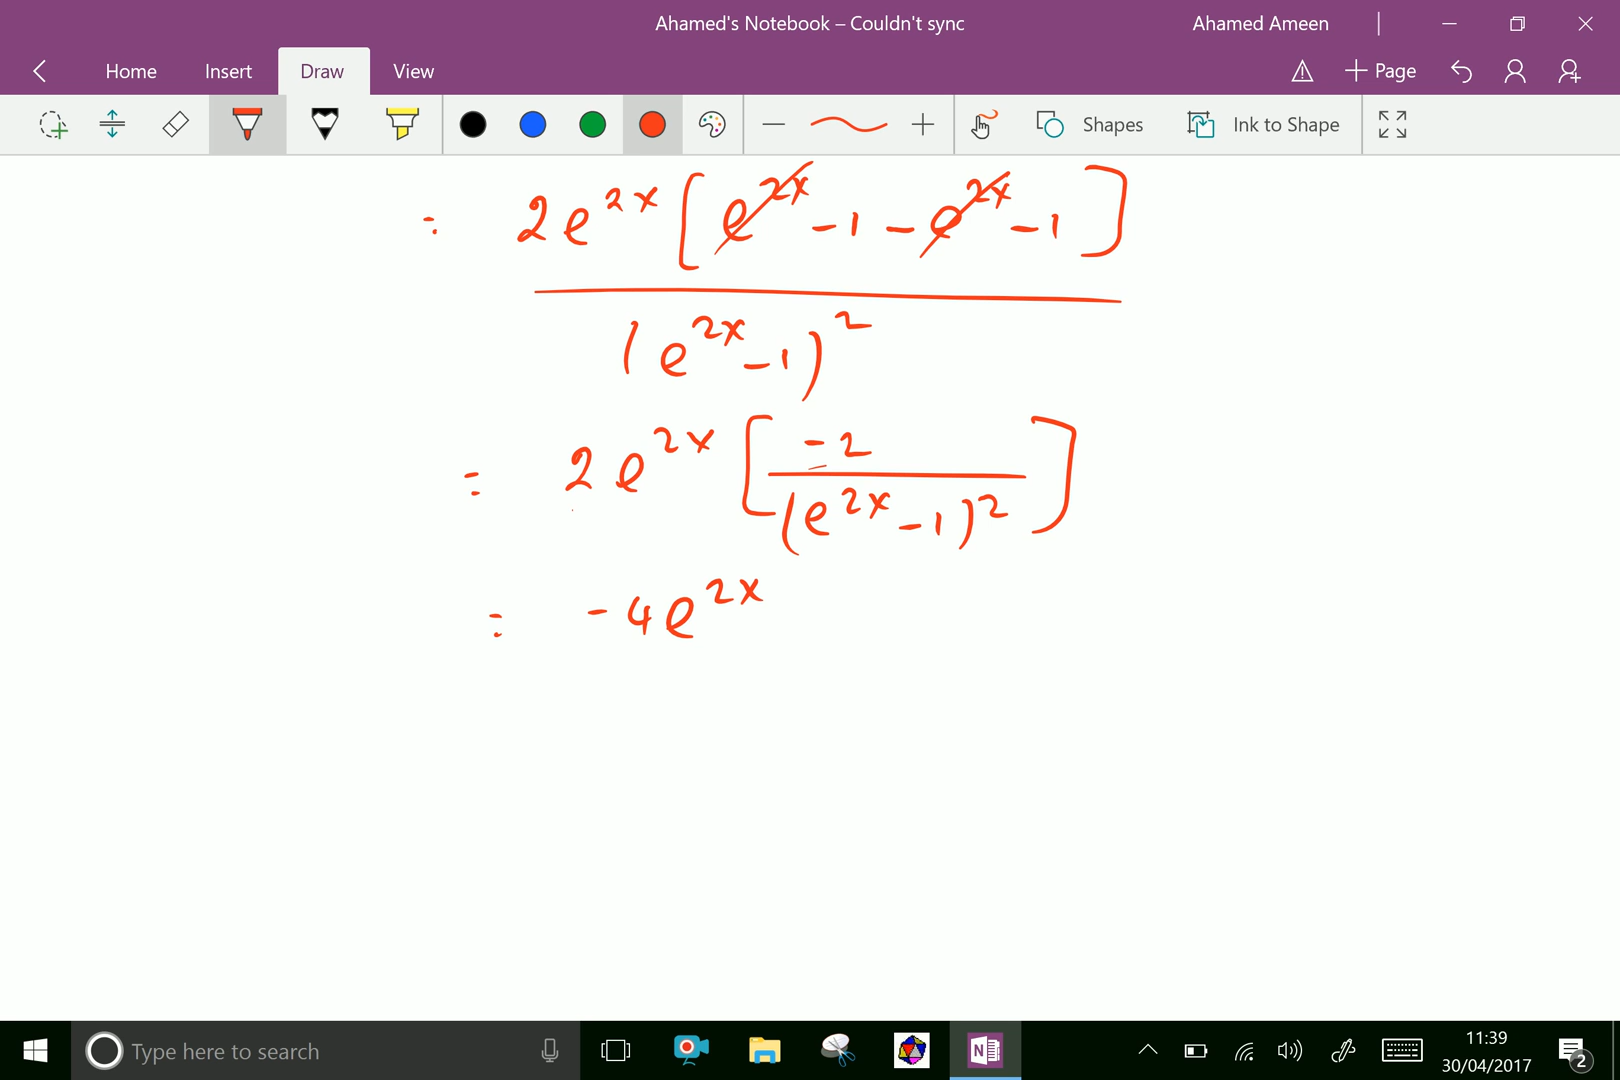 Ahamed's Notebook – Couldn't sync
Ahamed Ameen
Home Insert Draw View
Page
Shapes Ink to Shape
= 2e^{2x} [e^{2x} -1 - e^{2x} -1]
(e^{2x} -1)^2
= 2e^{2x} [ -2
(e^{2x} -1)^2 ]
= -4e^{2x}
Type here to search
N
11:39
30/04/2017
2